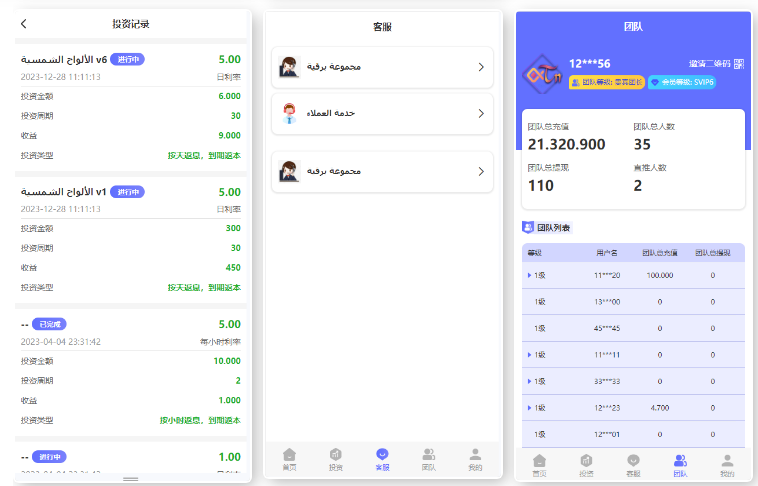 投资记录
الألواح الشمسية v6 进行中 5.00
2023-12-28 11:11:13 日利率
投资金额 6.000
投资周期 30
收益 9.000
投资类型 按天返息，到期返本
الألواح الشمسية v1 进行中 5.00
2023-12-28 11:11:13 日利率
投资金额 300
投资周期 30
收益 450
投资类型 按天返息，到期返本
-- 已完成 5.00
2023-04-04 23:31:42 每小时利率
投资金额 10.000
投资周期 2
收益 1.000
投资类型 按小时返息，到期返本
-- 进行中 1.00
客服
مجموعة برقية
خدمة العملاء
مجموعة برقية
首页 投资 客服 团队 我的
团队
12***56 邀请二维码
团队等级: 零直团长 会员等级: SVIP6
团队总充值 团队总人数
21.320.900 35
团队总提现 直推人数
110 2
团队列表
等级 用户名 团队总充值 团队总提现
1级 11***20 100.000 0
1级 13***00 0 0
1级 45***45 0 0
1级 11***11 0 0
1级 33***33 0 0
1级 12***23 4.700 0
1级 12***01 0 0
首页 投资 客服 团队 我的